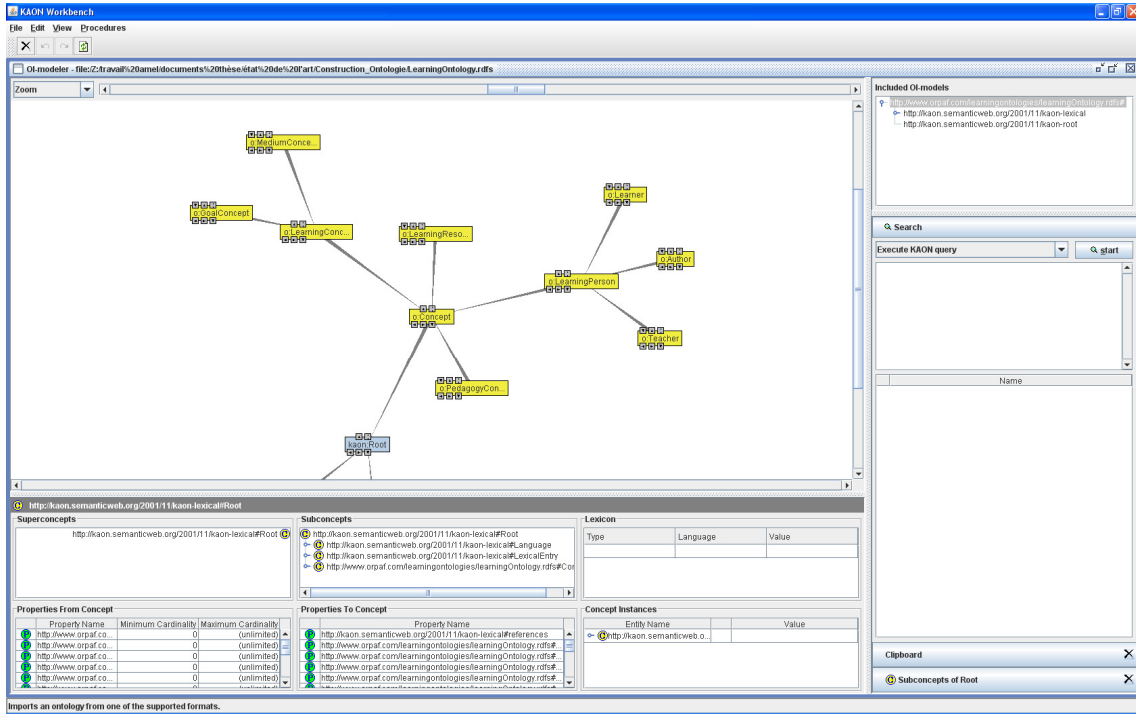 KAON Workbench
File Edit View Procedures
OI-modeler - file:/Z:/travail%20amel/documents%20thèse/état%20de%20l'art/Construction_Ontologie/LearningOntology.rdfs
Zoom
o:MediumConce...
o:GoalConcept
o:LearningConc...
o:LearningReso...
o:Learner
o:Author
o:LearningPerson
o:Concept
o:Teacher
o:PedagogyCon...
kaon:Root
Included OI-models
http://www.orpaf.com/learningontologies/learningOntology.rdfs#
http://kaon.semanticweb.org/2001/11/kaon-lexical
http://kaon.semanticweb.org/2001/11/kaon-root
Search
Execute KAON query
start
Name
http://kaon.semanticweb.org/2001/11/kaon-lexical#Root
Superconcepts
http://kaon.semanticweb.org/2001/11/kaon-lexical#Root
Subconcepts
http://kaon.semanticweb.org/2001/11/kaon-lexical#Root
http://kaon.semanticweb.org/2001/11/kaon-lexical#Language
http://kaon.semanticweb.org/2001/11/kaon-lexical#LexicalEntry
http://www.orpaf.com/learningontologies/learningOntology.rdfs#Cor
Lexicon
Type Language Value
Properties From Concept
Property Name Minimum Cardinality Maximum Cardinality
http://www.orpaf.co... 0 (unlimited)
http://www.orpaf.co... 0 (unlimited)
http://www.orpaf.co... 0 (unlimited)
http://www.orpaf.co... 0 (unlimited)
http://www.orpaf.co... 0 (unlimited)
Properties To Concept
Property Name
http://kaon.semanticweb.org/2001/11/kaon-lexical#references
http://www.orpaf.com/learningontologies/learningOntology.rdfs#...
http://www.orpaf.com/learningontologies/learningOntology.rdfs#...
http://www.orpaf.com/learningontologies/learningOntology.rdfs#...
http://www.orpaf.com/learningontologies/learningOntology.rdfs#...
Concept Instances
Entity Name Value
http://kaon.semanticweb.o...
Clipboard
Subconcepts of Root
Imports an ontology from one of the supported formats.